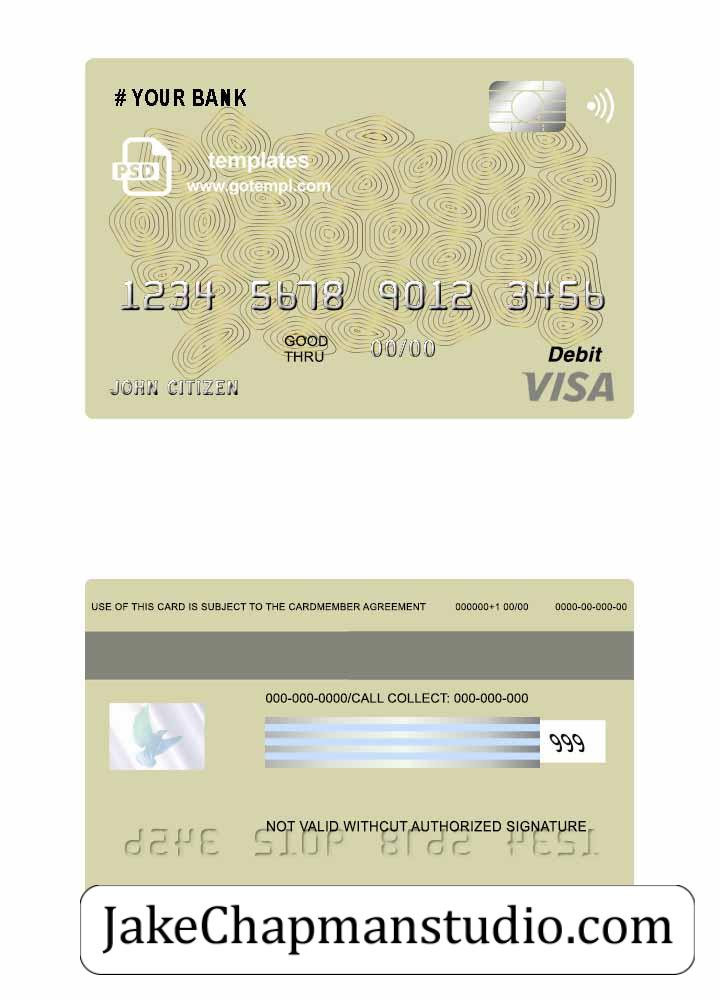 # YOUR BANK
PSD
templates
www.gotempl.com
1234 5678 9012 3456
GOOD THRU 00/00
Debit
JOHN CITIZEN
VISA
USE OF THIS CARD IS SUBJECT TO THE CARDMEMBER AGREEMENT 000000+1 00/00 0000-00-000-00
000-000-0000/CALL COLLECT: 000-000-000
999
NOT VALID WITHCUT AUTHORIZED SIGNATURE
JakeChapmanstudio.com